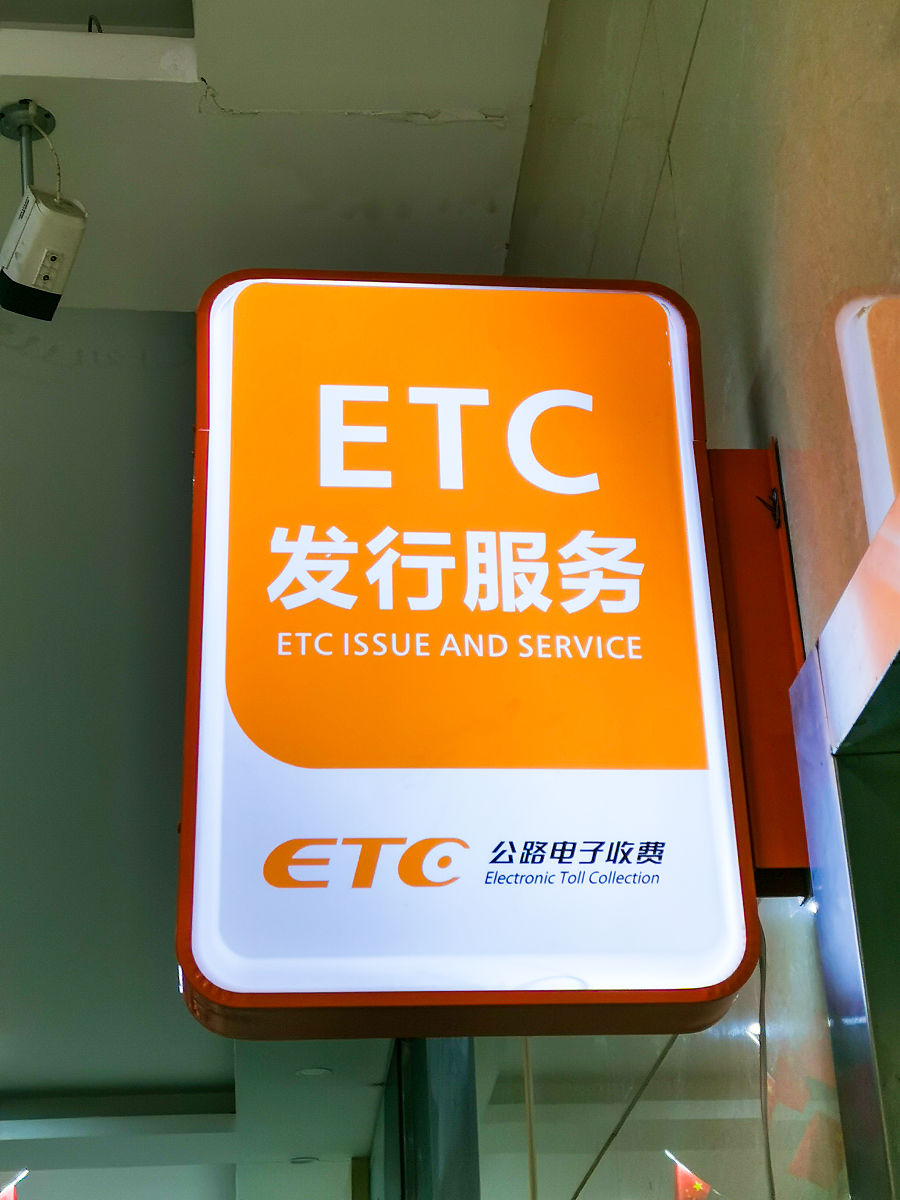 ETC
发行服务
ETC ISSUE AND SERVICE
ETC 公路电子收费
Electronic Toll Collection